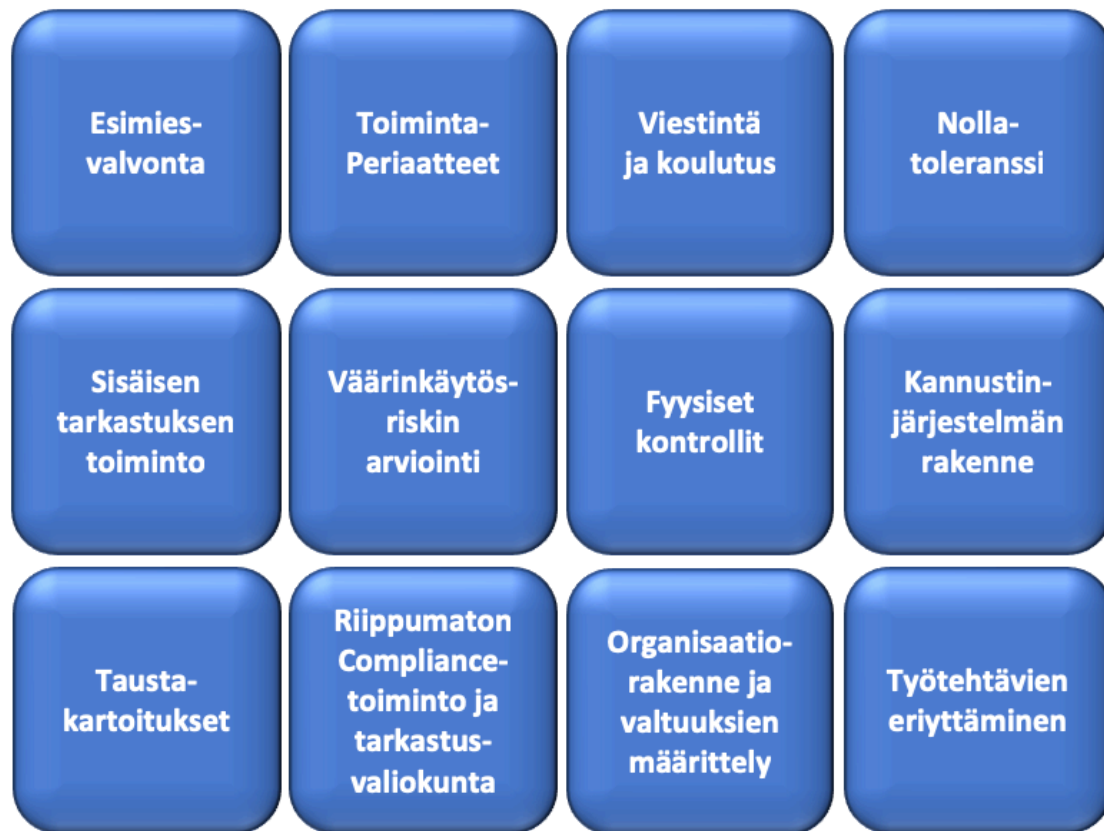 Esimies-
valvonta
Toiminta-
Periaatteet
Viestintä
ja koulutus
Nolla-
toleranssi
Sisäisen
tarkastuksen
toiminto
Väärinkäytös-
riskin
arviointi
Fyysiset
kontrollit
Kannustin-
järjestelmän
rakenne
Tausta-
kartoitukset
Riippumaton
Compliance-
toiminto ja
tarkastus-
valiokunta
Organisaatio-
rakenne ja
valtuuksien
määrittely
Työtehtävien
eriyttäminen